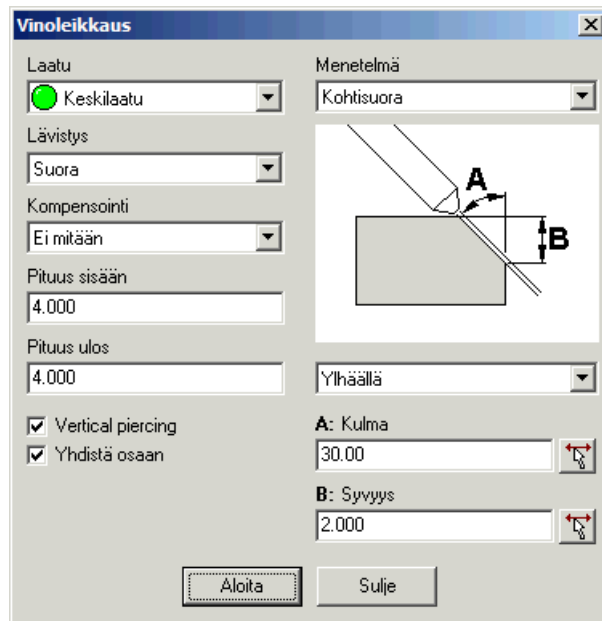 Vinoleikkaus
Laatu
Keskilaatu
Lävistys
Suora
Kompensointi
Ei mitään
Pituus sisään
4.000
Pituus ulos
4.000
Vertical piercing
Yhdistä osaan
Menetelmä
Kohtisuora
A
B
Ylhäällä
A: Kulma
30.00
B: Syvyys
2.000
Aloita
Sulje